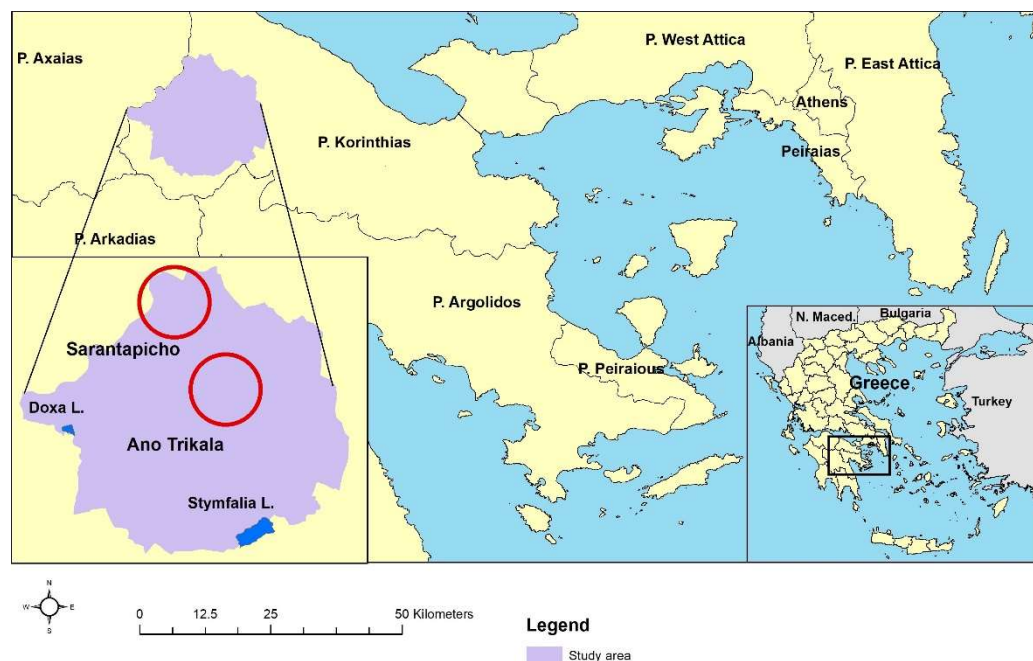 P. Axaias
P. West Attica
P. East Attica
Athens
Peiraias
P. Korinthias
P. Arkadias
P. Argolidos
P. Peiraious
Sarantapicho
Doxa L.
Ano Trikala
Stymfalia L.
N. Maced.
Bulgaria
Albania
Greece
Turkey
N
W
E
S
0 12.5 25 50 Kilometers
Legend
Study area